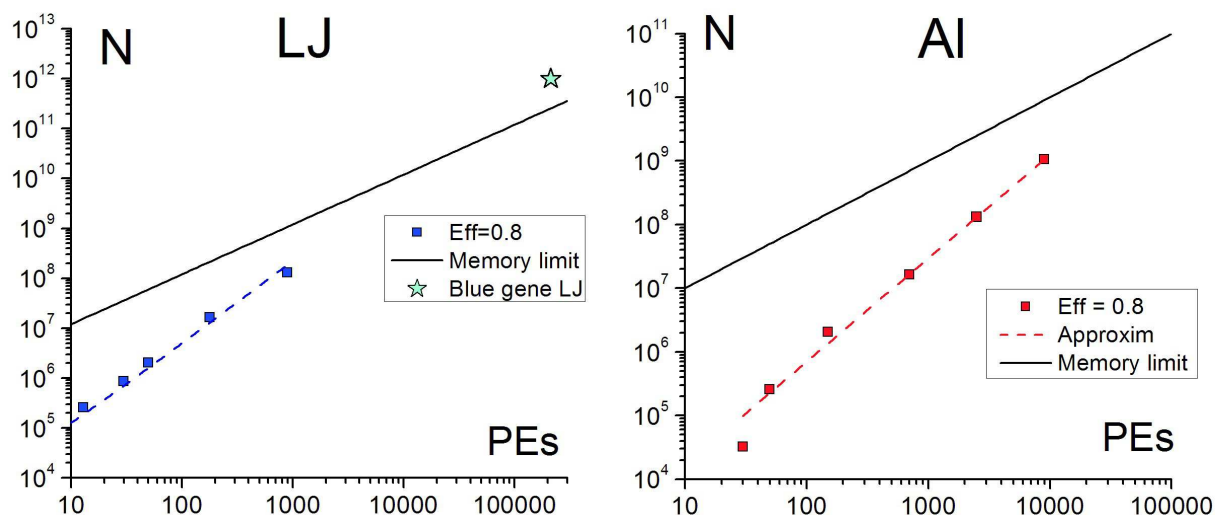 N
LJ
10^13
10^12
10^11
10^10
10^9
10^8
10^7
10^6
10^5
10^4
Eff=0.8
Memory limit
Blue gene LJ
PEs
10
100
1000
10000
100000
N
Al
10^11
10^10
10^9
10^8
10^7
10^6
10^5
10^4
Eff = 0.8
Approxim
Memory limit
PEs
10
100
1000
10000
100000